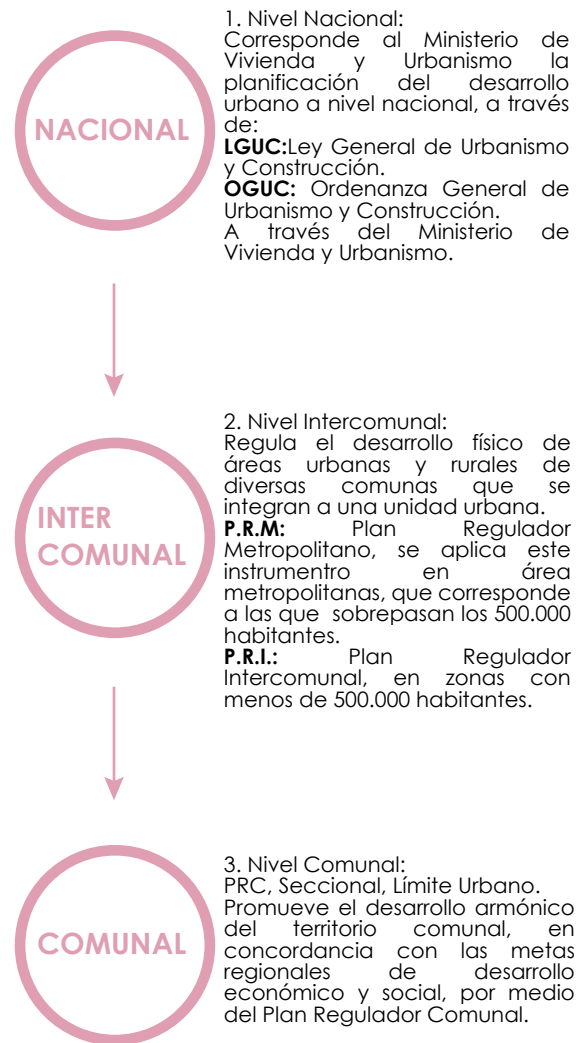 NACIONAL
1. Nivel Nacional:
Corresponde al Ministerio de
Vivienda y Urbanismo la
planificación del desarrollo
urbano a nivel nacional, a través
de:
LGUC:Ley General de Urbanismo
y Construcción.
OGUC: Ordenanza General de
Urbanismo y Construcción.
A través del Ministerio de
Vivienda y Urbanismo.
INTER
COMUNAL
2. Nivel Intercomunal:
Regula el desarrollo físico de
áreas urbanas y rurales de
diversas comunas que se
integran a una unidad urbana.
P.R.M: Plan Regulador
Metropolitano, se aplica este
instrumentro en área
metropolitanas, que corresponde
a las que sobrepasan los 500.000
habitantes.
P.R.I.: Plan Regulador
Intercomunal, en zonas con
menos de 500.000 habitantes.
COMUNAL
3. Nivel Comunal:
PRC, Seccional, Límite Urbano.
Promueve el desarrollo armónico
del territorio comunal, en
concordancia con las metas
regionales de desarrollo
económico y social, por medio
del Plan Regulador Comunal.